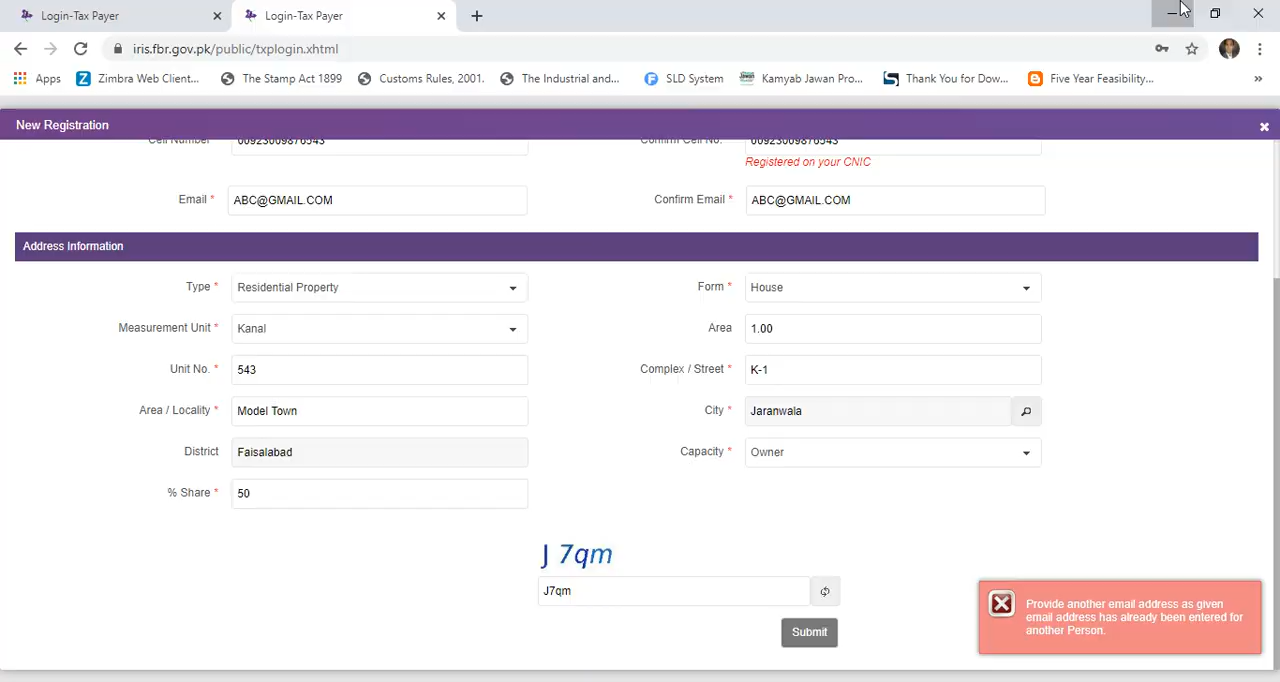 Login-Tax Payer
Login-Tax Payer
iris.fbr.gov.pk/public/txplogin.xhtml
Apps
Zimbra Web Client...
The Stamp Act 1899
Customs Rules, 2001.
The Industrial and...
SLD System
Kamyab Jawan Pro...
Thank You for Dow...
Five Year Feasibility...
»
New Registration
Cell Number
00923009876543
Confirm Cell No.
00923009876543
Registered on your CNIC
Email *
ABC@GMAIL.COM
Confirm Email *
ABC@GMAIL.COM
Address Information
Type *
Residential Property
Form *
House
Measurement Unit *
Kanal
Area
1.00
Unit No. *
543
Complex / Street *
K-1
Area / Locality *
Model Town
City *
Jaranwala
District
Faisalabad
Capacity *
Owner
% Share *
50
J 7qm
J7qm
Submit
Provide another email address as given
email address has already been entered for
another Person.